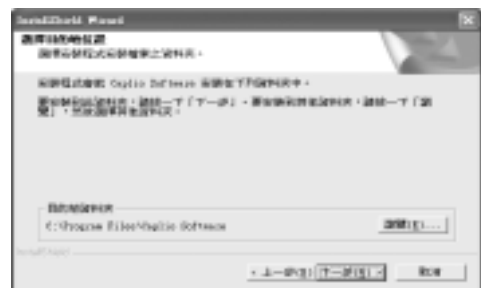 InstallShield Wizard
選擇目的地位置
選擇安裝程式安裝檔案之資料夾。
安裝程式會將 Caplio Software 安裝在下列資料夾中。
要安裝到此資料夾，請按一下「下一步」。要安裝到其他資料夾，請按一下「瀏
覽」，然後選擇其他資料夾。
目的地資料夾
C:\Program Files\Caplio Software
瀏覽(R)...
InstallShield
< 上一步(B) 下一步(N) > 取消